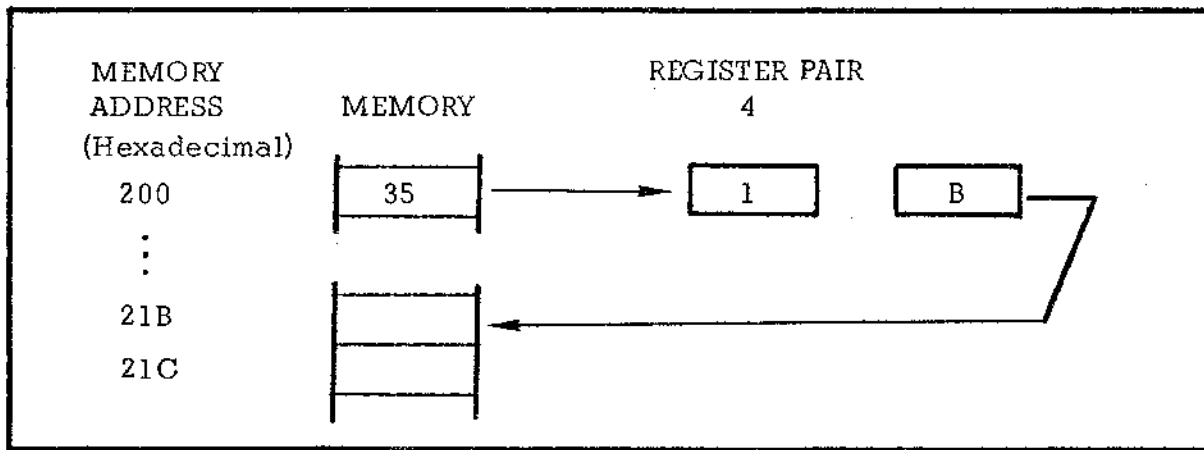 MEMORY ADDRESS (Hexadecimal)
MEMORY
REGISTER PAIR 4
200
35
1
B
⋮
21B
21C